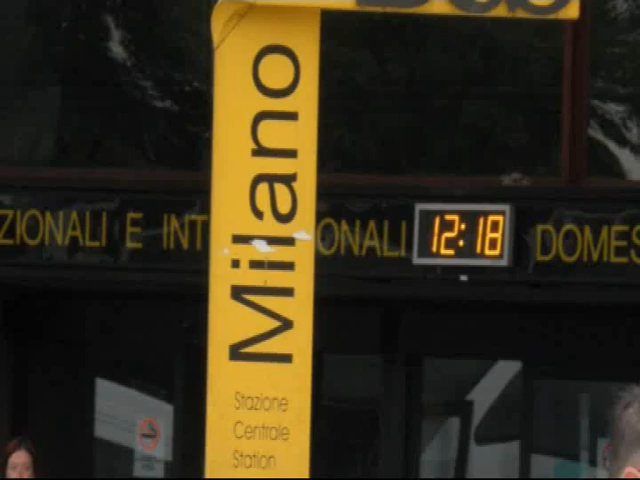 Milano
ZIONALI E INT
ONALI
12:18
DOMES
Stazione
Centrale
Station